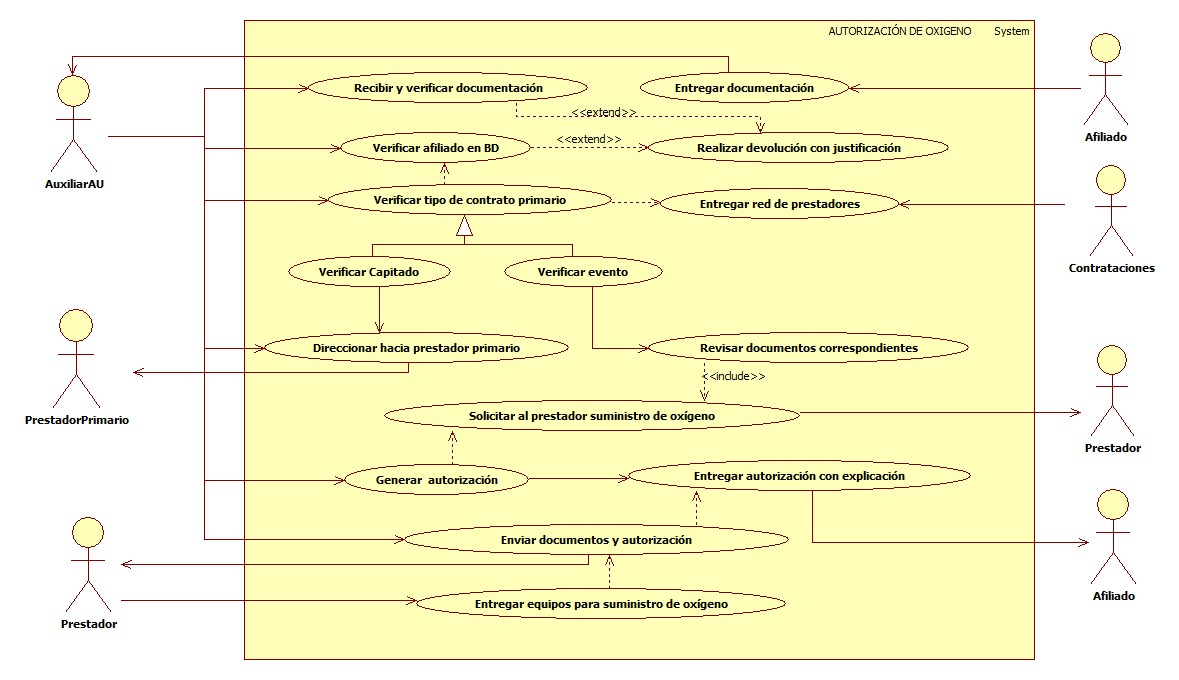 AUTORIZACIÓN DE OXIGENO System
Recibir y verificar documentación
Entregar documentación
Afiliado
<<extend>>
AuxiliarAU
Verificar afiliado en BD
<<extend>>
Realizar devolución con justificación
Verificar tipo de contrato primario
Entregar red de prestadores
Contrataciones
Verificar Capitado
Verificar evento
Direccionar hacia prestador primario
Revisar documentos correspondientes
<<include>>
PrestadorPrimario
Solicitar al prestador suministro de oxígeno
Prestador
Generar  autorización
Entregar autorización con explicación
Enviar documentos y autorización
Afiliado
Entregar equipos para suministro de oxígeno
Prestador